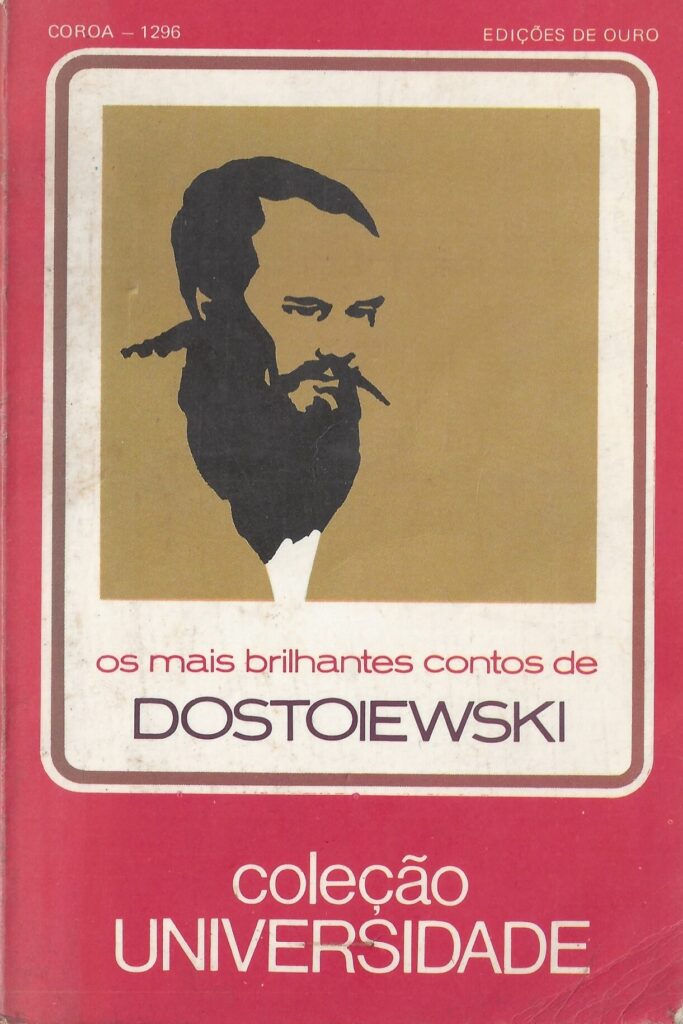 COROA – 1296
EDIÇÕES DE OURO
os mais brilhantes contos de
DOSTOIEWSKI
coleção
UNIVERSIDADE